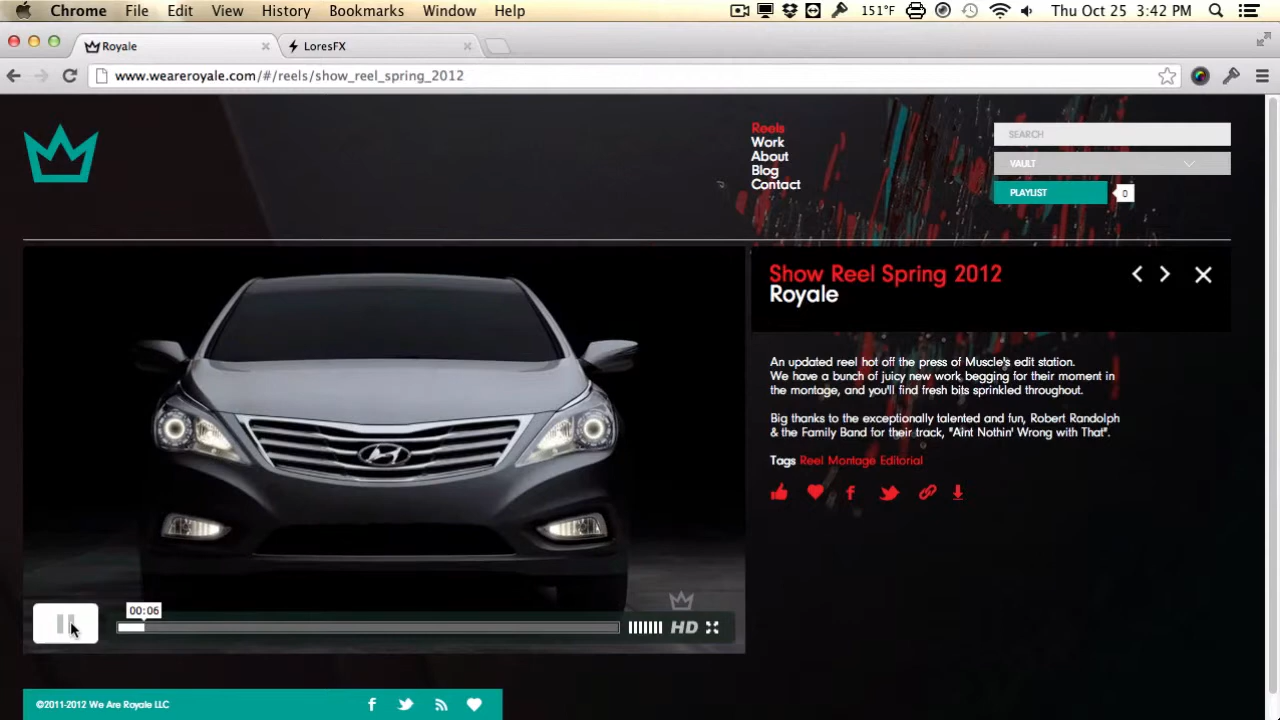 Chrome File Edit View History Bookmarks Window Help 151°F Thu Oct 25 3:42 PM
Royale LoresFX
www.weareroyale.com/#/reels/show_reel_spring_2012
Reels
Work
About
Blog
Contact
SEARCH
VAULT
PLAYLIST 0
Show Reel Spring 2012
Royale
An updated reel hot off the press of Muscle's edit station.
We have a bunch of juicy new work begging for their moment in
the montage, and you'll find fresh bits sprinkled throughout.
Big thanks to the exceptionally talented and fun, Robert Randolph
& the Family Band for their track, "Aint Nothin' Wrong with That".
Tags Reel Montage Editorial
00:06
HD
©2011-2012 We Are Royale LLC